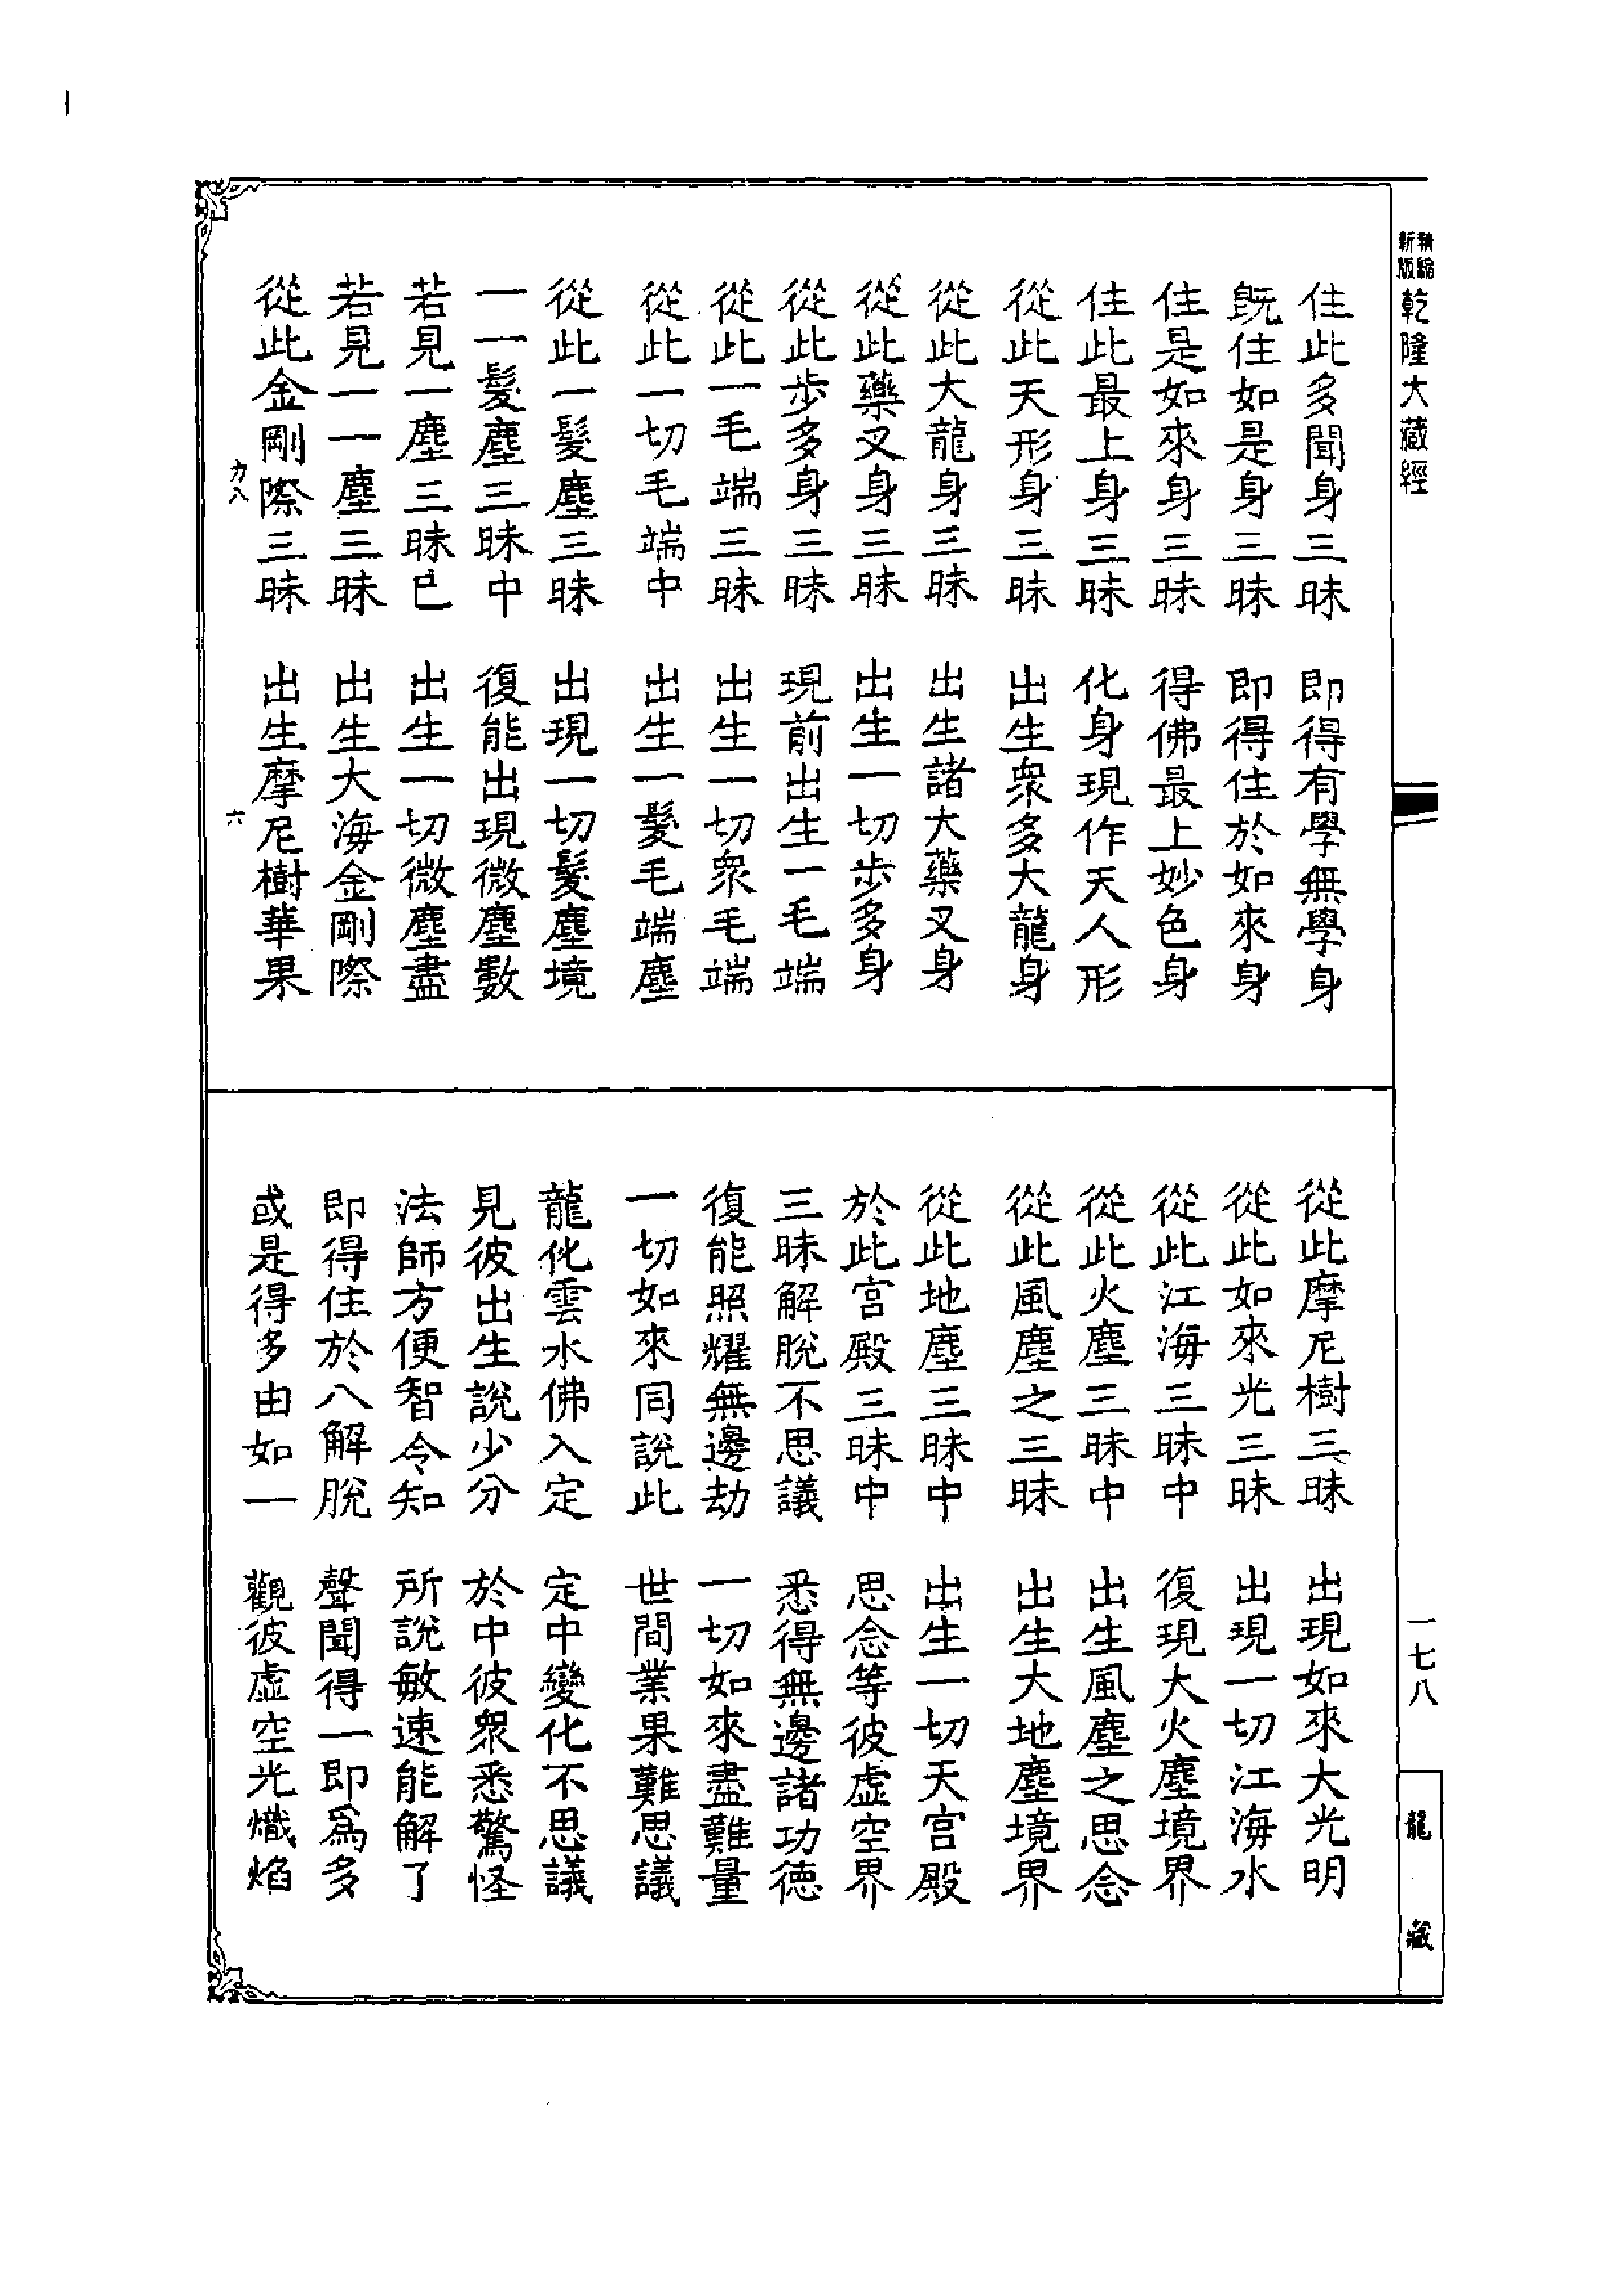 精縮
新版
乾隆大藏經
住此多聞身三昧　即得有學無學身
既住如是身三昧　即得住於如來身
住是如來身三昧　得佛最上妙色身
住此最上身三昧　化身現作天人形
從此天形身三昧　出生衆多大龍身
從此大龍身三昧　出生諸大藥叉身
從此藥叉身三昧　出生一切步多身
從此步多身三昧　現前出生一毛端
從此一毛端三昧　出生一切衆毛端
從此一切毛端中　出生一髮毛端塵
從此一髮塵三昧　出現一切髮塵境
一一髮塵三昧中　復能出現微塵數
若見一塵三昧已　出生一切微塵盡
若見一一塵三昧　出生大海金剛際
從此金剛際三昧　出生摩尼樹華果
力八　六
從此摩尼樹三昧　出現如來大光明
從此如來光三昧　出現一切江海水
從此江海三昧中　復現大火塵境界
從此火塵三昧中　出生風塵之思念
從此風塵之三昧　出生大地塵境界
從此地塵三昧中　出生一切天宮殿
於此宮殿三昧中　思念等彼虛空界
三昧解脫不思議　悉得無邊諸功德
復能照耀無邊劫　一切如來盡難量
一切如來同說此　世間業果難思議
龍化雲水佛入定　定中變化不思議
見彼出生說少分　於中彼衆悉驚怪
法師方便智令知　所說敏速能解了
即得住於八解脫　聲聞得一即爲多
或是得多由如一　觀彼虛空光熾焰
一七八
龍藏